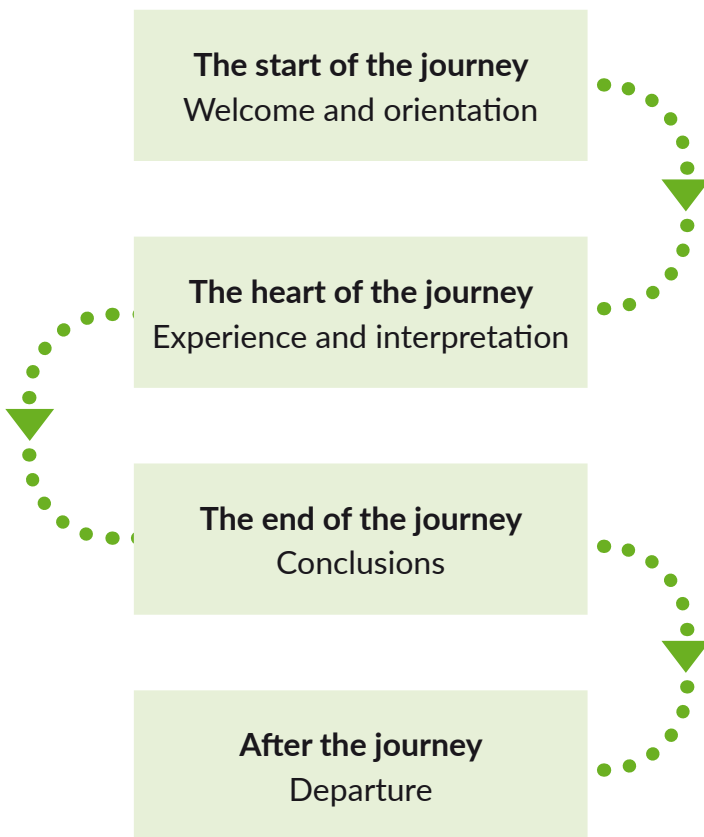 The start of the journey
Welcome and orientation
The heart of the journey
Experience and interpretation
The end of the journey
Conclusions
After the journey
Departure